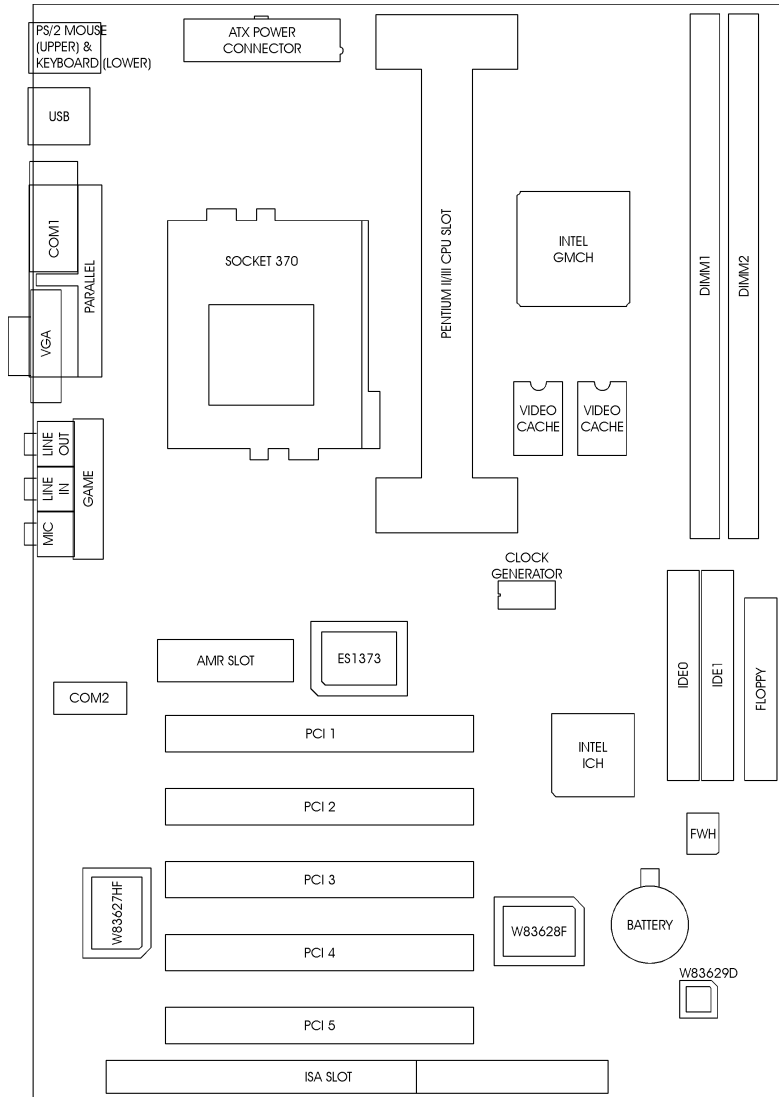 PS/2 MOUSE
(UPPER) &
KEYBOARD (LOWER)
ATX POWER
CONNECTOR
USB
COM1
PARALLEL
VGA
SOCKET 370
PENTIUM II/III CPU SLOT
INTEL
GMCH
DIMM1
DIMM2
VIDEO
CACHE
VIDEO
CACHE
LINE
OUT
LINE
IN
MIC
GAME
CLOCK
GENERATOR
AMR SLOT
ES1373
IDE0
IDE1
FLOPPY
COM2
PCI 1
INTEL
ICH
PCI 2
FWH
PCI 3
W83627HF
W83628F
BATTERY
PCI 4
W83629D
PCI 5
ISA SLOT